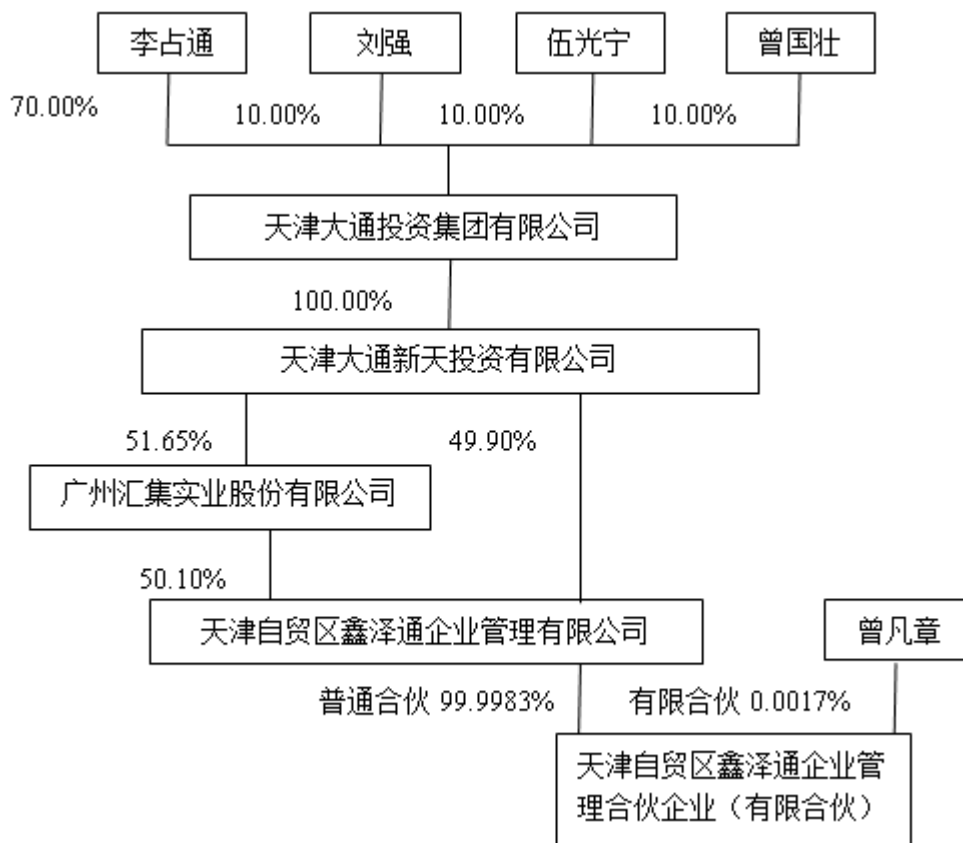 李占通
刘强
伍光宁
曾国壮
70.00%
10.00%
10.00%
10.00%
天津大通投资集团有限公司
100.00%
天津大通新天投资有限公司
51.65%
49.90%
广州汇集实业股份有限公司
50.10%
天津自贸区鑫泽通企业管理有限公司
曾凡章
普通合伙 99.9983%
有限合伙 0.0017%
天津自贸区鑫泽通企业管
理合伙企业（有限合伙）